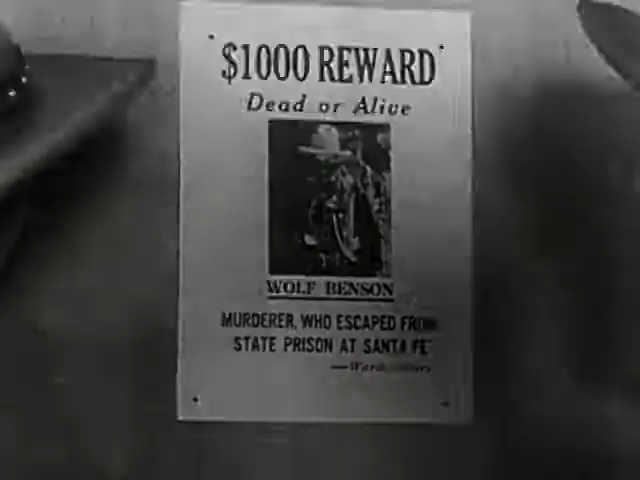 $1000 REWARD
Dead or Alive
WOLF BENSON
MURDERER, WHO ESCAPED FROM
STATE PRISON AT SANTA FE